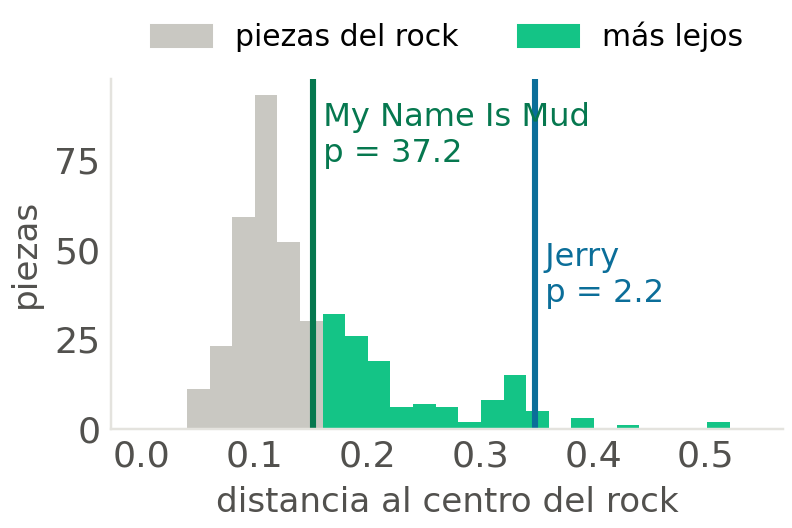 piezas del rock
más lejos
My Name Is Mud
p = 37.2
Jerry
p = 2.2
piezas
75
50
25
0
0.0 0.1 0.2 0.3 0.4 0.5
distancia al centro del rock